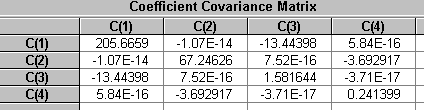 Coefficient Covariance Matrix
C(1) C(2) C(3) C(4)
C(1) 205.6659 -1.07E-14 -13.44398 5.84E-16
C(2) -1.07E-14 67.24626 7.52E-16 -3.692917
C(3) -13.44398 7.52E-16 1.581644 -3.71E-17
C(4) 5.84E-16 -3.692917 -3.71E-17 0.241399